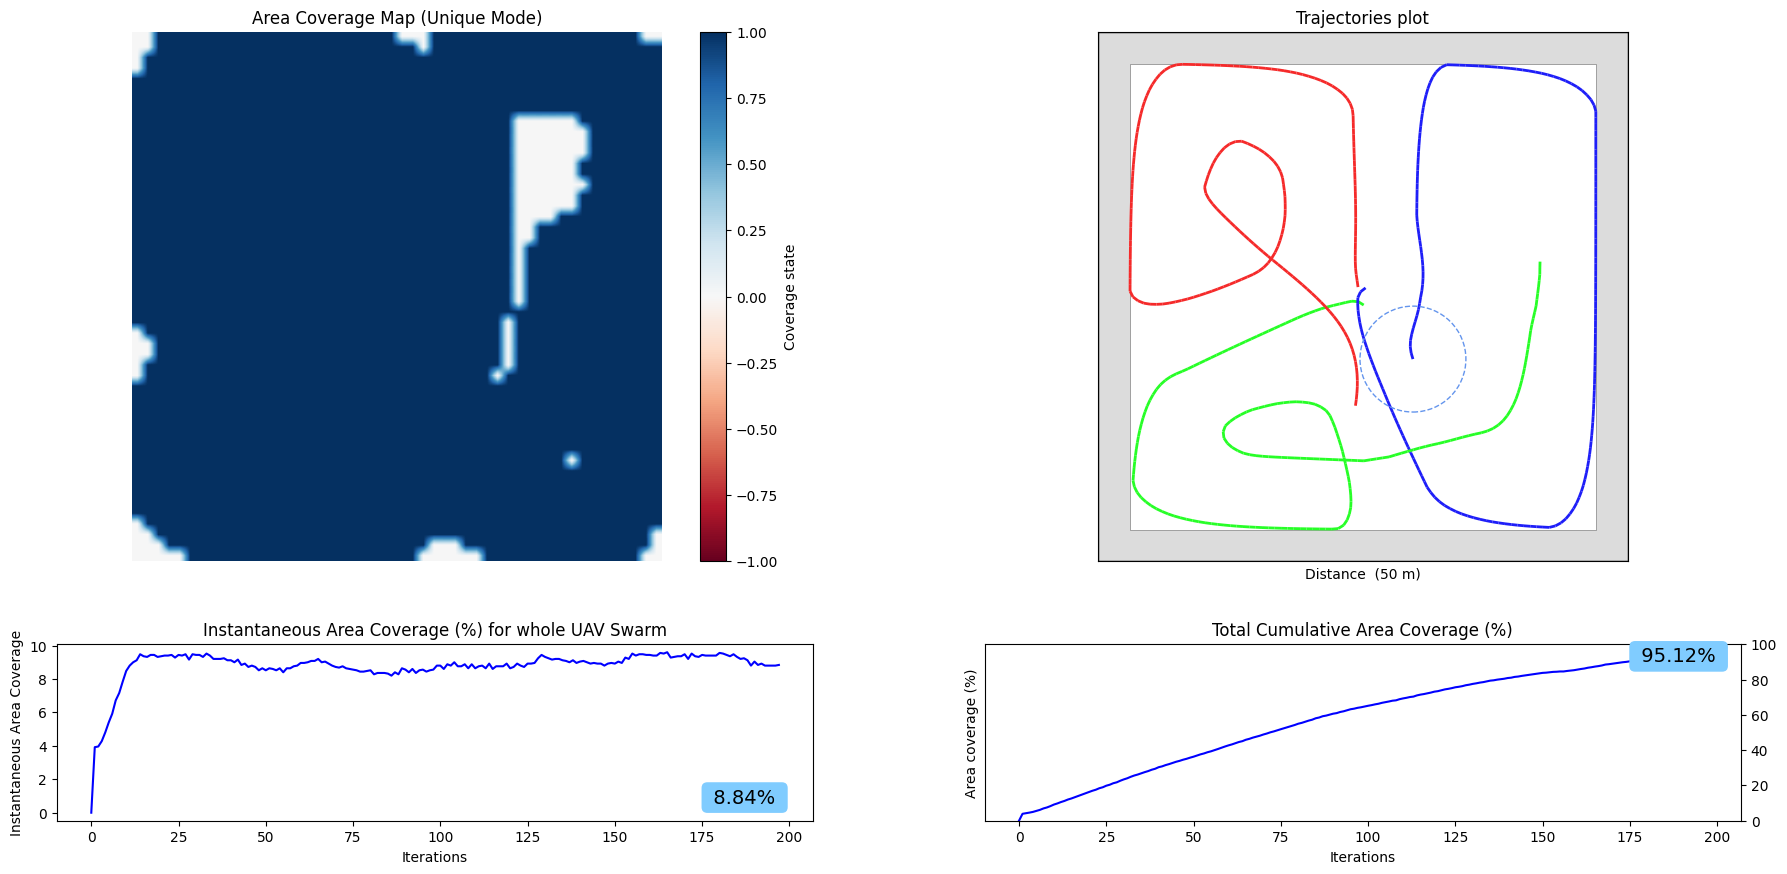 Area Coverage Map (Unique Mode)
1.00
0.75
0.50
0.25
0.00
−0.25
−0.50
−0.75
−1.00
Coverage state
Trajectories plot
Distance  (50 m)
Instantaneous Area Coverage (%) for whole UAV Swarm
Instantaneous Area Coverage
10
8
6
4
2
0
8.84%
0 25 50 75 100 125 150 175 200
Iterations
Total Cumulative Area Coverage (%)
Area coverage (%)
95.12%
100
80
60
40
20
0
0 25 50 75 100 125 150 175 200
Iterations